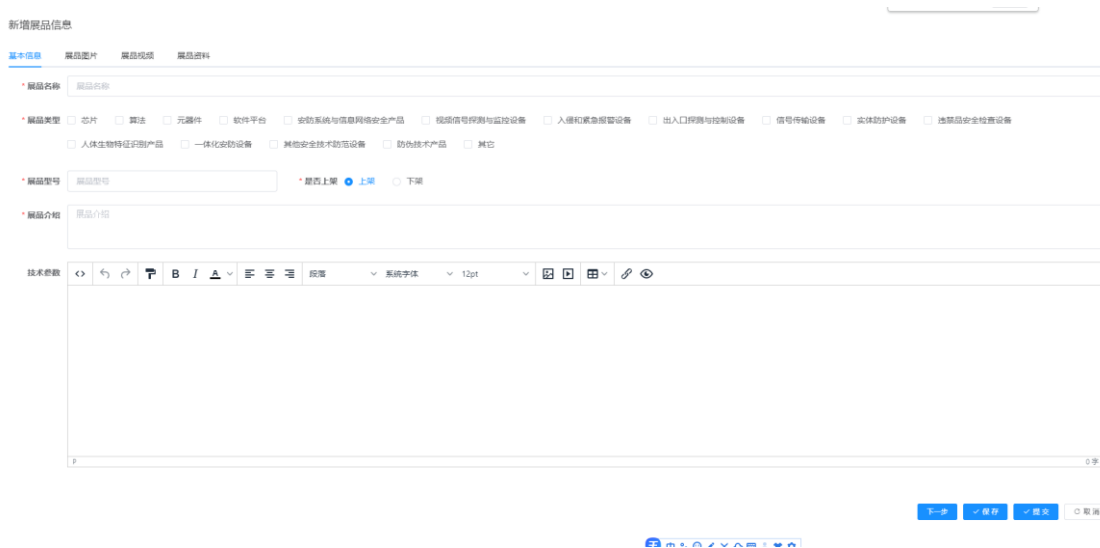 新增展品信息
基本信息 展品图片 展品视频 展品资料
* 展品名称 展品名称
* 展品类型 芯片 算法 元器件 软件平台 安防系统与信息网络安全产品 视频信号探测与监控设备 入侵和紧急报警设备 出入口探测与控制设备 信号传输设备 实体防护设备 违禁品安全检查设备
人体生物特征识别产品 一体化安防设备 其他安全技术防范设备 防伪技术产品 其它
* 展品型号 展品型号 * 是否上架 上架 下架
* 展品介绍 展品介绍
技术参数 B I A 段落 系统字体 12pt
P 0 字
下一步 保存 提交 取消